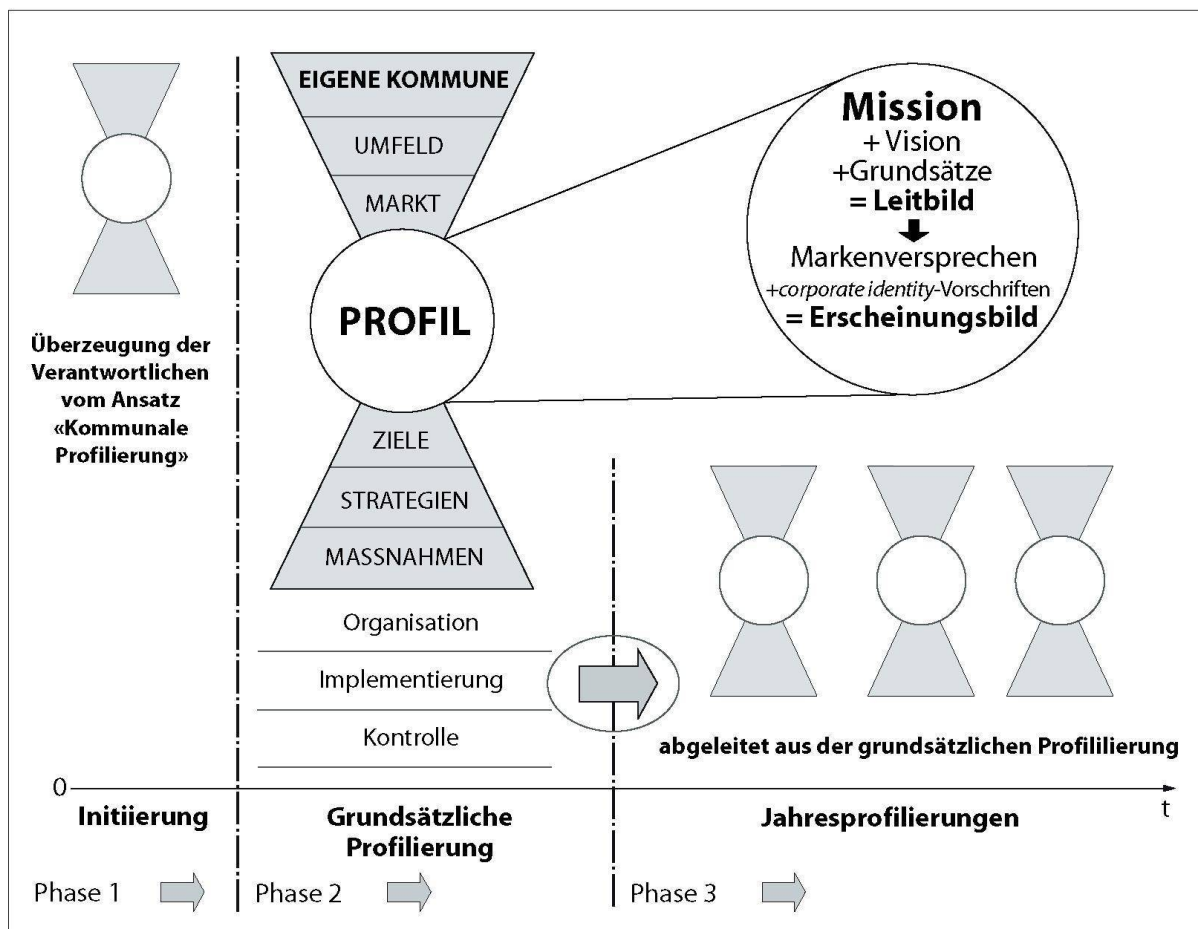 EIGENE KOMMUNE
UMFELD
MARKT
PROFIL
ZIELE
STRATEGIEN
MASSNAHMEN
Organisation
Implementierung
Kontrolle
Mission
+ Vision
+Grundsätze
= Leitbild
Markenversprechen
+corporate identity-Vorschriften
= Erscheinungsbild
Überzeugung der
Verantwortlichen
vom Ansatz
«Kommunale
Profilierung»
abgeleitet aus der grundsätzlichen Profililierung
0
t
Initiierung
Grundsätzliche
Profilierung
Jahresprofilierungen
Phase 1
Phase 2
Phase 3